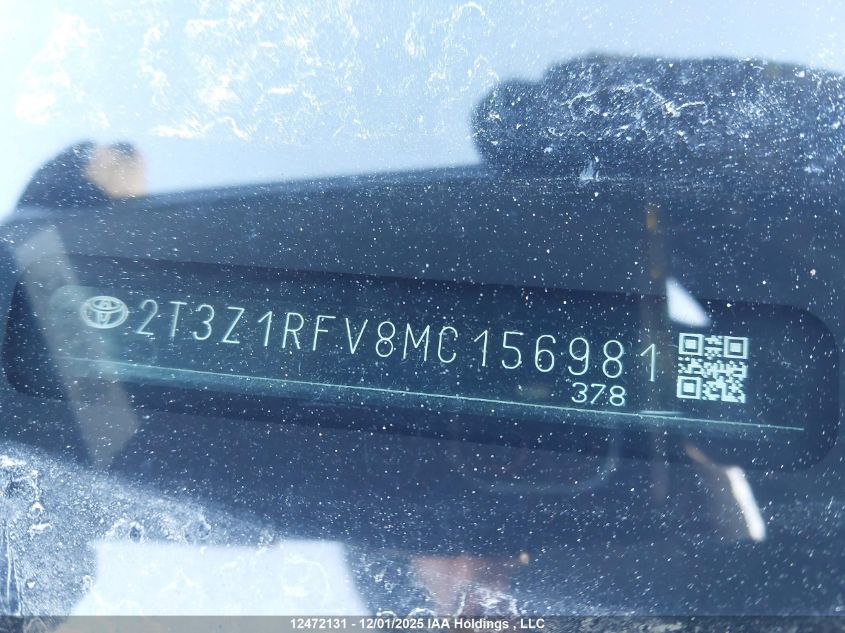 2T3Z1RFV8MC156981
378
12472131 - 12/01/2025 IAA Holdings , LLC